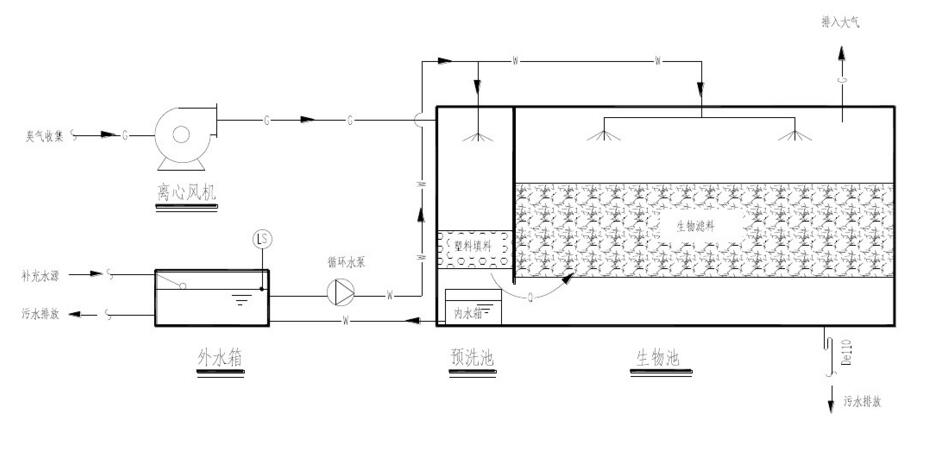 排入大气
W
W
G
臭气收集
G
G
G
离心风机
W
生物滤料
LS
塑料填料
循环水泵
W
补充水源
S
Q
W
内水箱
污水排放
S
W
外水箱
预洗池
生物池
De110
S
污水排放